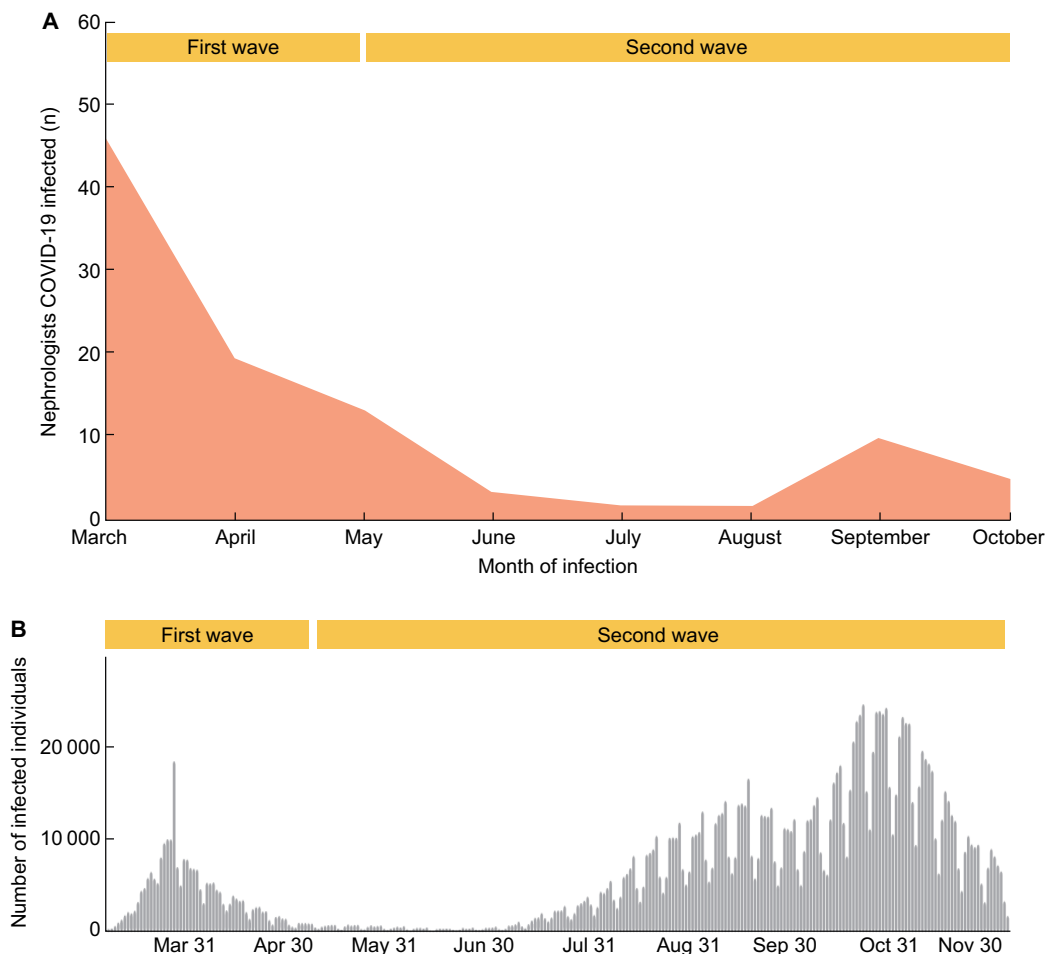 A
60
First wave
Second wave
50
40
30
20
10
0
Nephrologists COVID-19 infected (n)
March
April
May
June
July
August
September
October
Month of infection
B
First wave
Second wave
Number of infected individuals
20 000
10 000
0
Mar 31
Apr 30
May 31
Jun 30
Jul 31
Aug 31
Sep 30
Oct 31
Nov 30